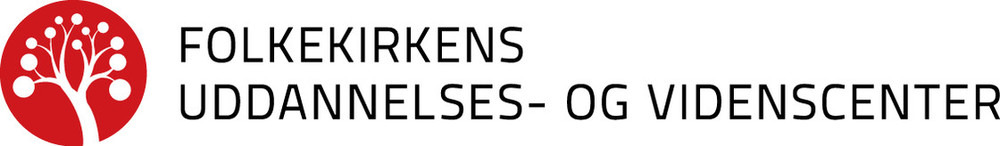 FOLKEKIRKENS
UDDANNELSES- OG VIDENSCENTER